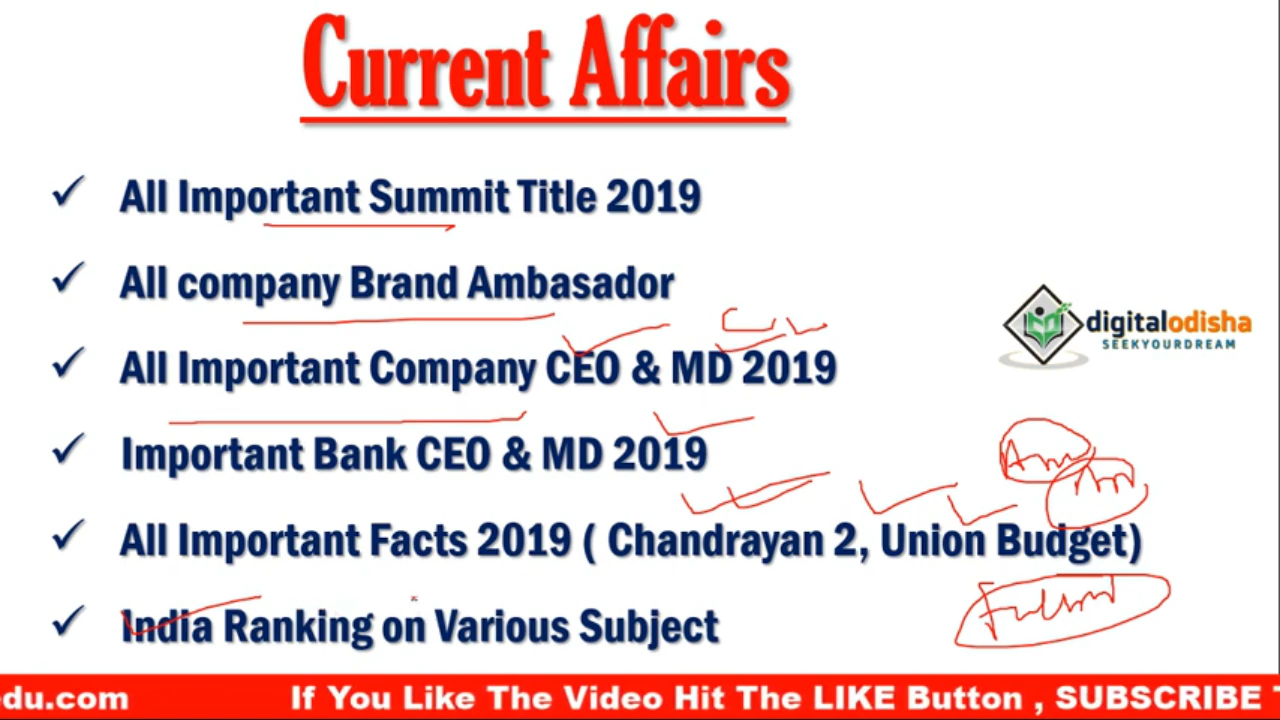 Current Affairs
✓ All Important Summit Title 2019
✓ All company Brand Ambasador
✓ All Important Company CEO & MD 2019
✓ Important Bank CEO & MD 2019
✓ All Important Facts 2019 ( Chandrayan 2, Union Budget)
✓ India Ranking on Various Subject
digitalodisha
SEEKYOURDREAM
edu.com If You Like The Video Hit The LIKE Button , SUBSCRIBE T